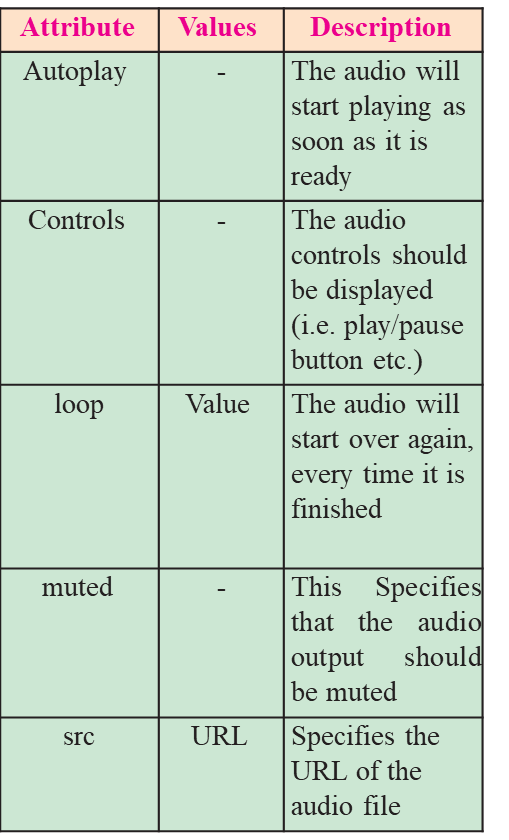 Attribute Values Description
Autoplay - The audio will
start playing as
soon as it is
ready
Controls - The audio
controls should
be displayed
(i.e. play/pause
button etc.)
loop Value The audio will
start over again,
every time it is
finished
muted - This Specifies
that the audio
output should
be muted
src URL Specifies the
URL of the
audio file